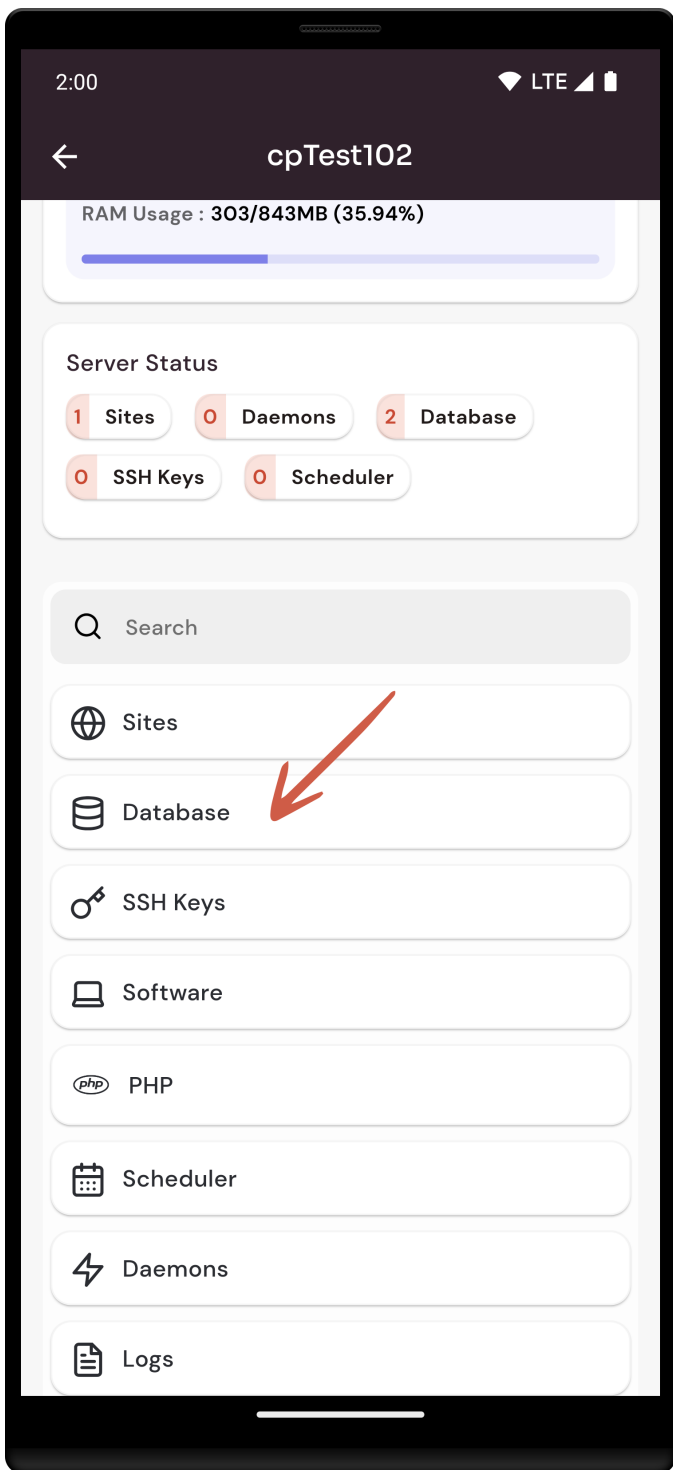 2:00 LTE
cpTest102
RAM Usage : 303/843MB (35.94%)
Server Status
1 Sites 0 Daemons 2 Database
0 SSH Keys 0 Scheduler
Search
Sites
Database
SSH Keys
Software
php PHP
Scheduler
Daemons
Logs